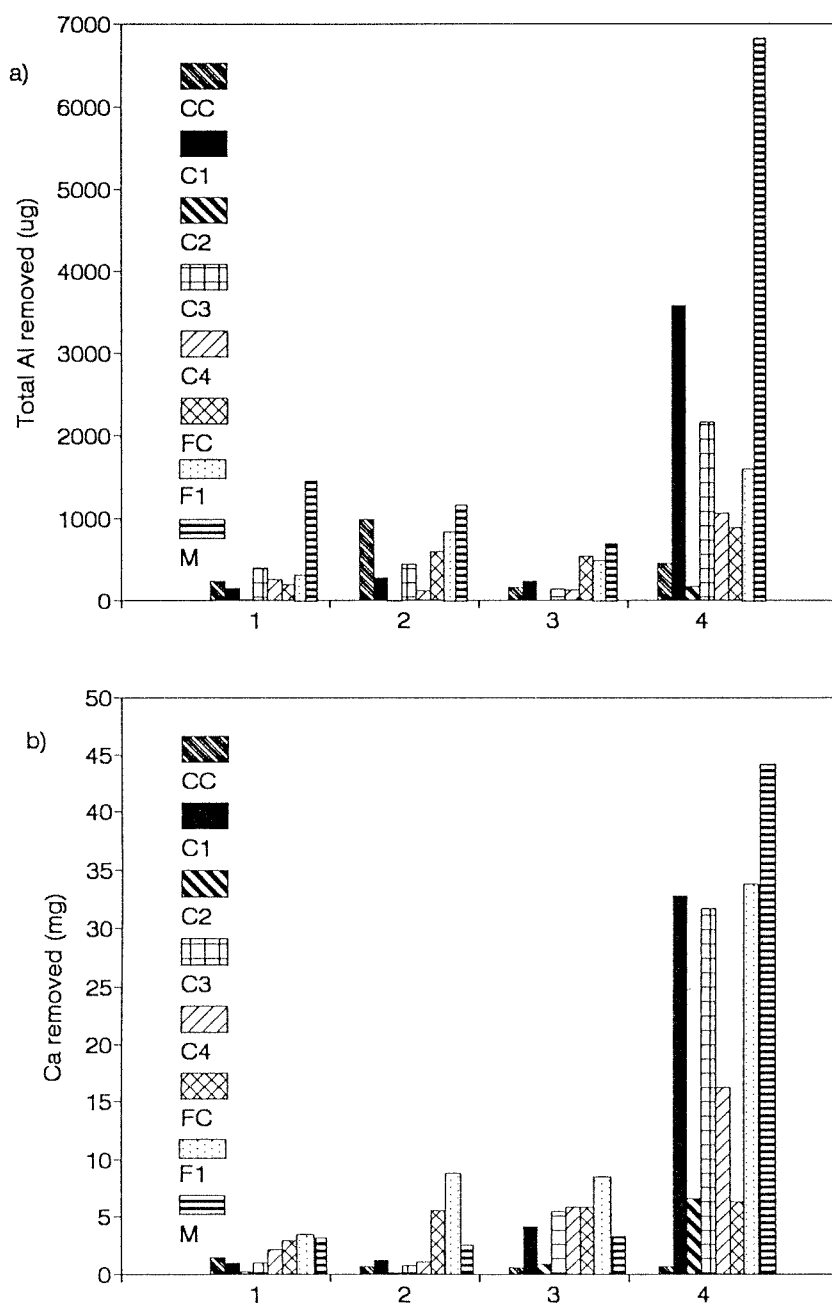 a)
Total Al removed (ug)
7000
6000
5000
4000
3000
2000
1000
0
CC
C1
C2
C3
C4
FC
F1
M
1 2 3 4
b)
Ca removed (mg)
50
45
40
35
30
25
20
15
10
5
0
CC
C1
C2
C3
C4
FC
F1
M
1 2 3 4